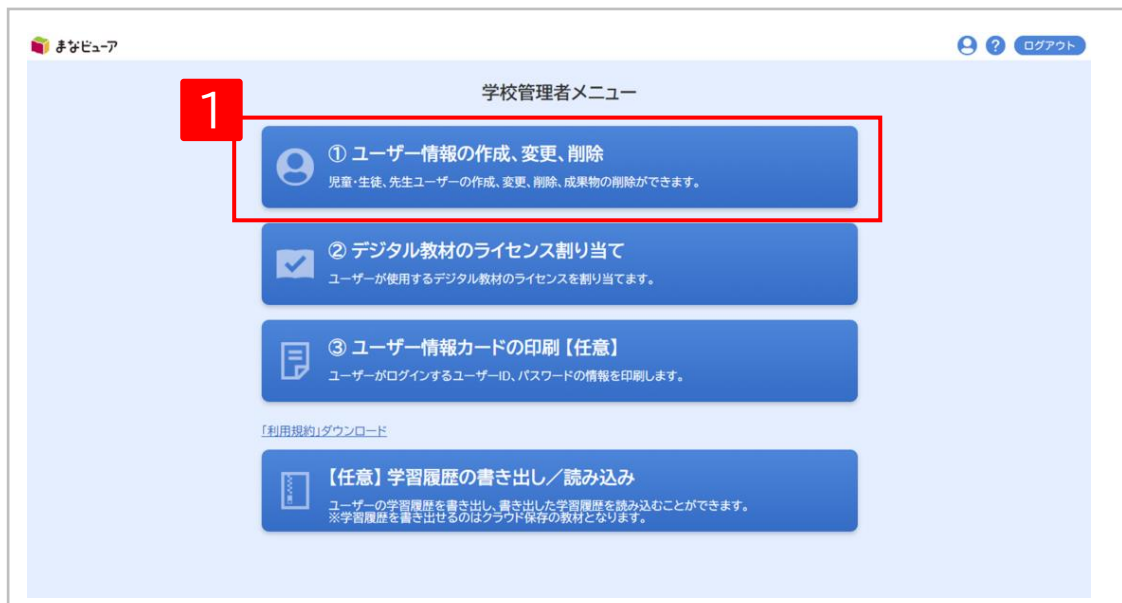 まなビューア
?
ログアウト
学校管理者メニュー
1
① ユーザー情報の作成、変更、削除
児童・生徒、先生ユーザーの作成、変更、削除、成果物の削除ができます。
② デジタル教材のライセンス割り当て
ユーザーが使用するデジタル教材のライセンスを割り当てます。
③ ユーザー情報カードの印刷【任意】
ユーザーがログインするユーザーID、パスワードの情報を印刷します。
「利用規約」ダウンロード
【任意】学習履歴の書き出し／読み込み
ユーザーの学習履歴を書き出し、書き出した学習履歴を読み込むことができます。
※学習履歴を書き出せるのはクラウド保存の教材となります。